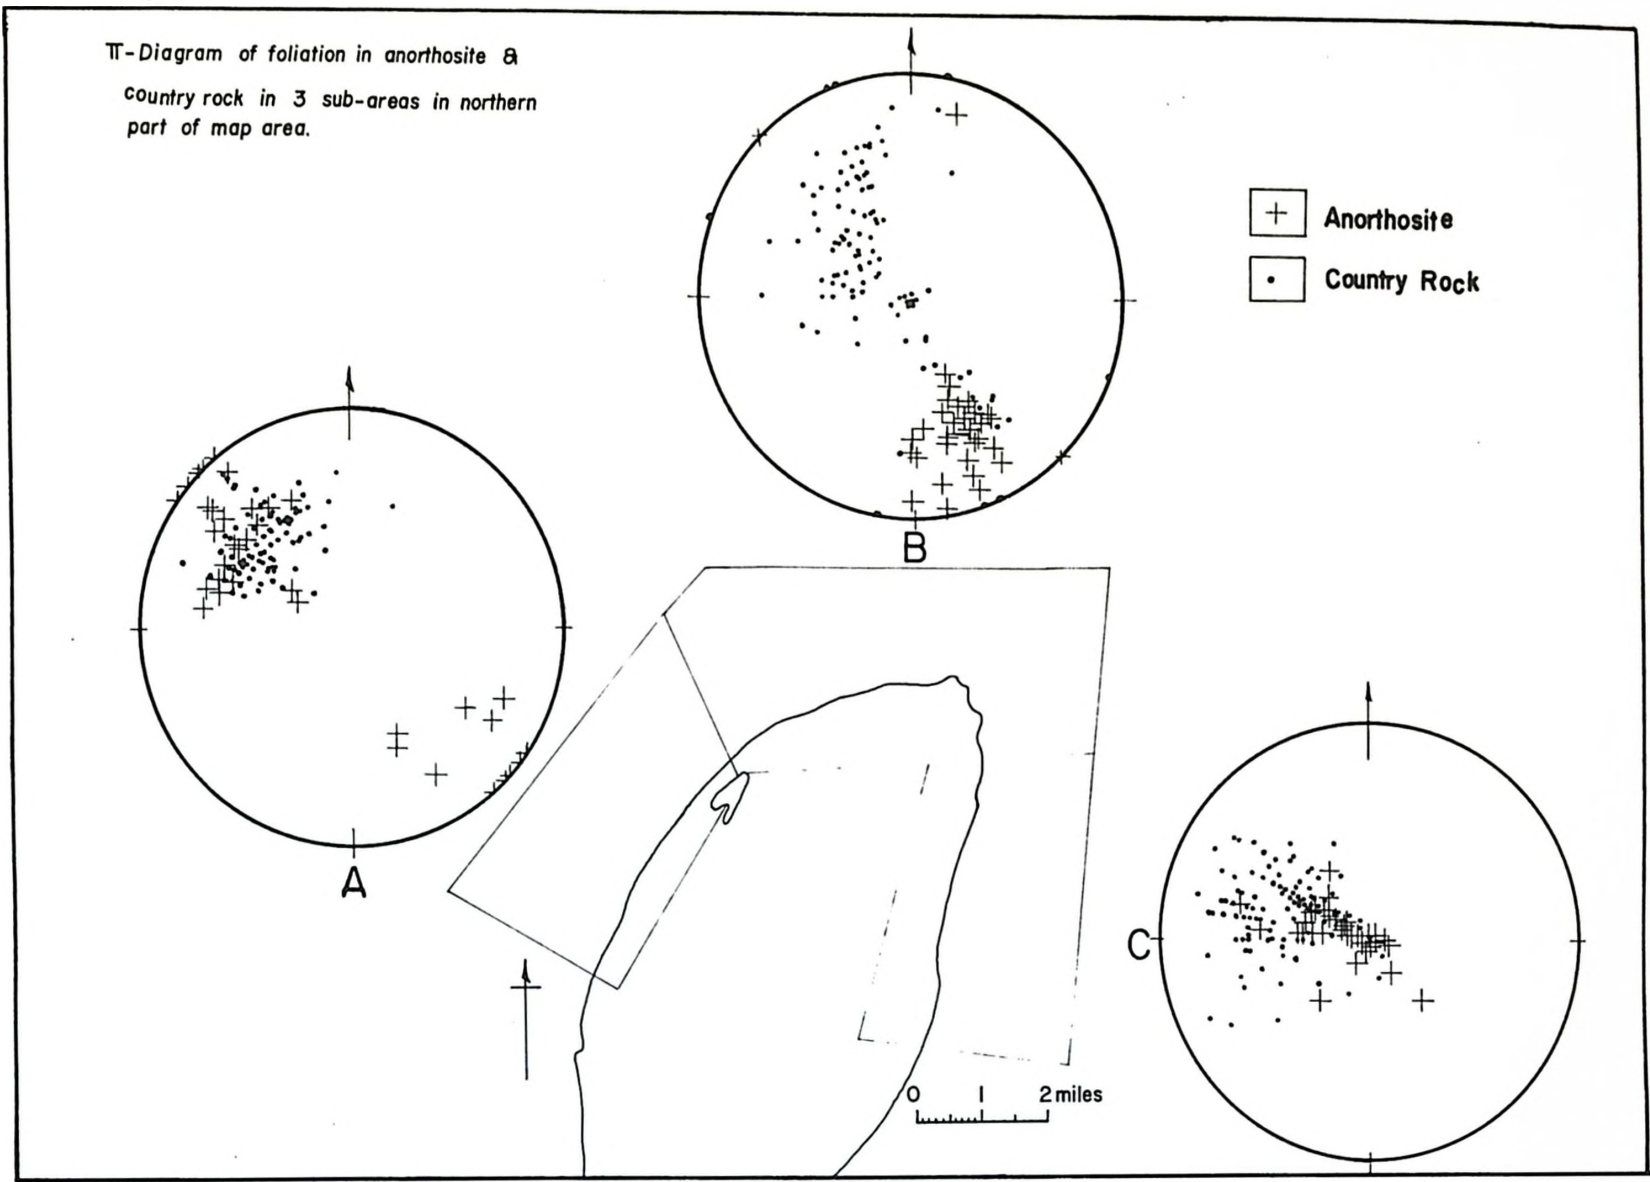 π-Diagram of foliation in anorthosite &
country rock in 3 sub-areas in northern
part of map area.
Anorthosite
Country Rock
B
A
C
0 1 2 miles